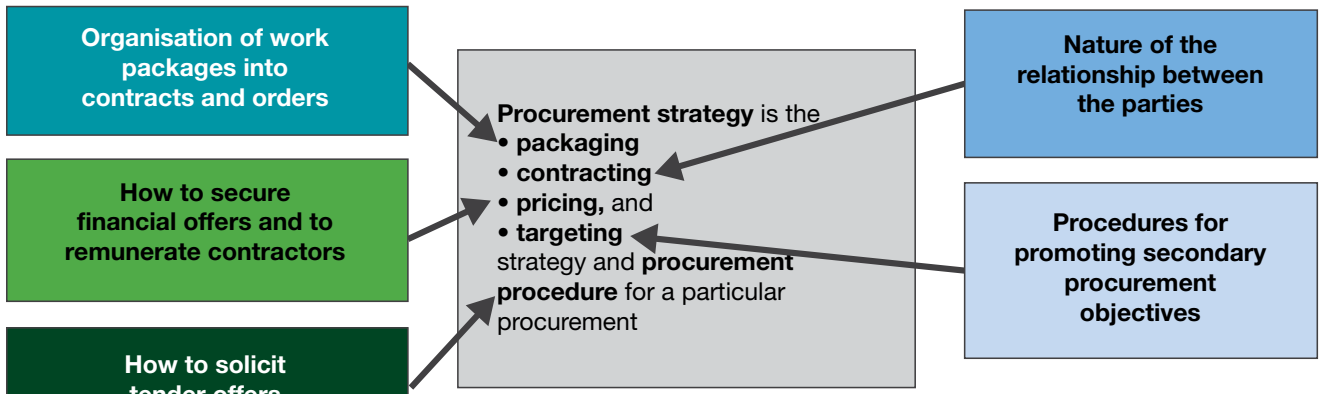 Organisation of work
packages into
contracts and orders
How to secure
financial offers and to
remunerate contractors
How to solicit
tender offers
Procurement strategy is the
• packaging
• contracting
• pricing, and
• targeting
strategy and procurement
procedure for a particular
procurement
Nature of the
relationship between
the parties
Procedures for
promoting secondary
procurement
objectives